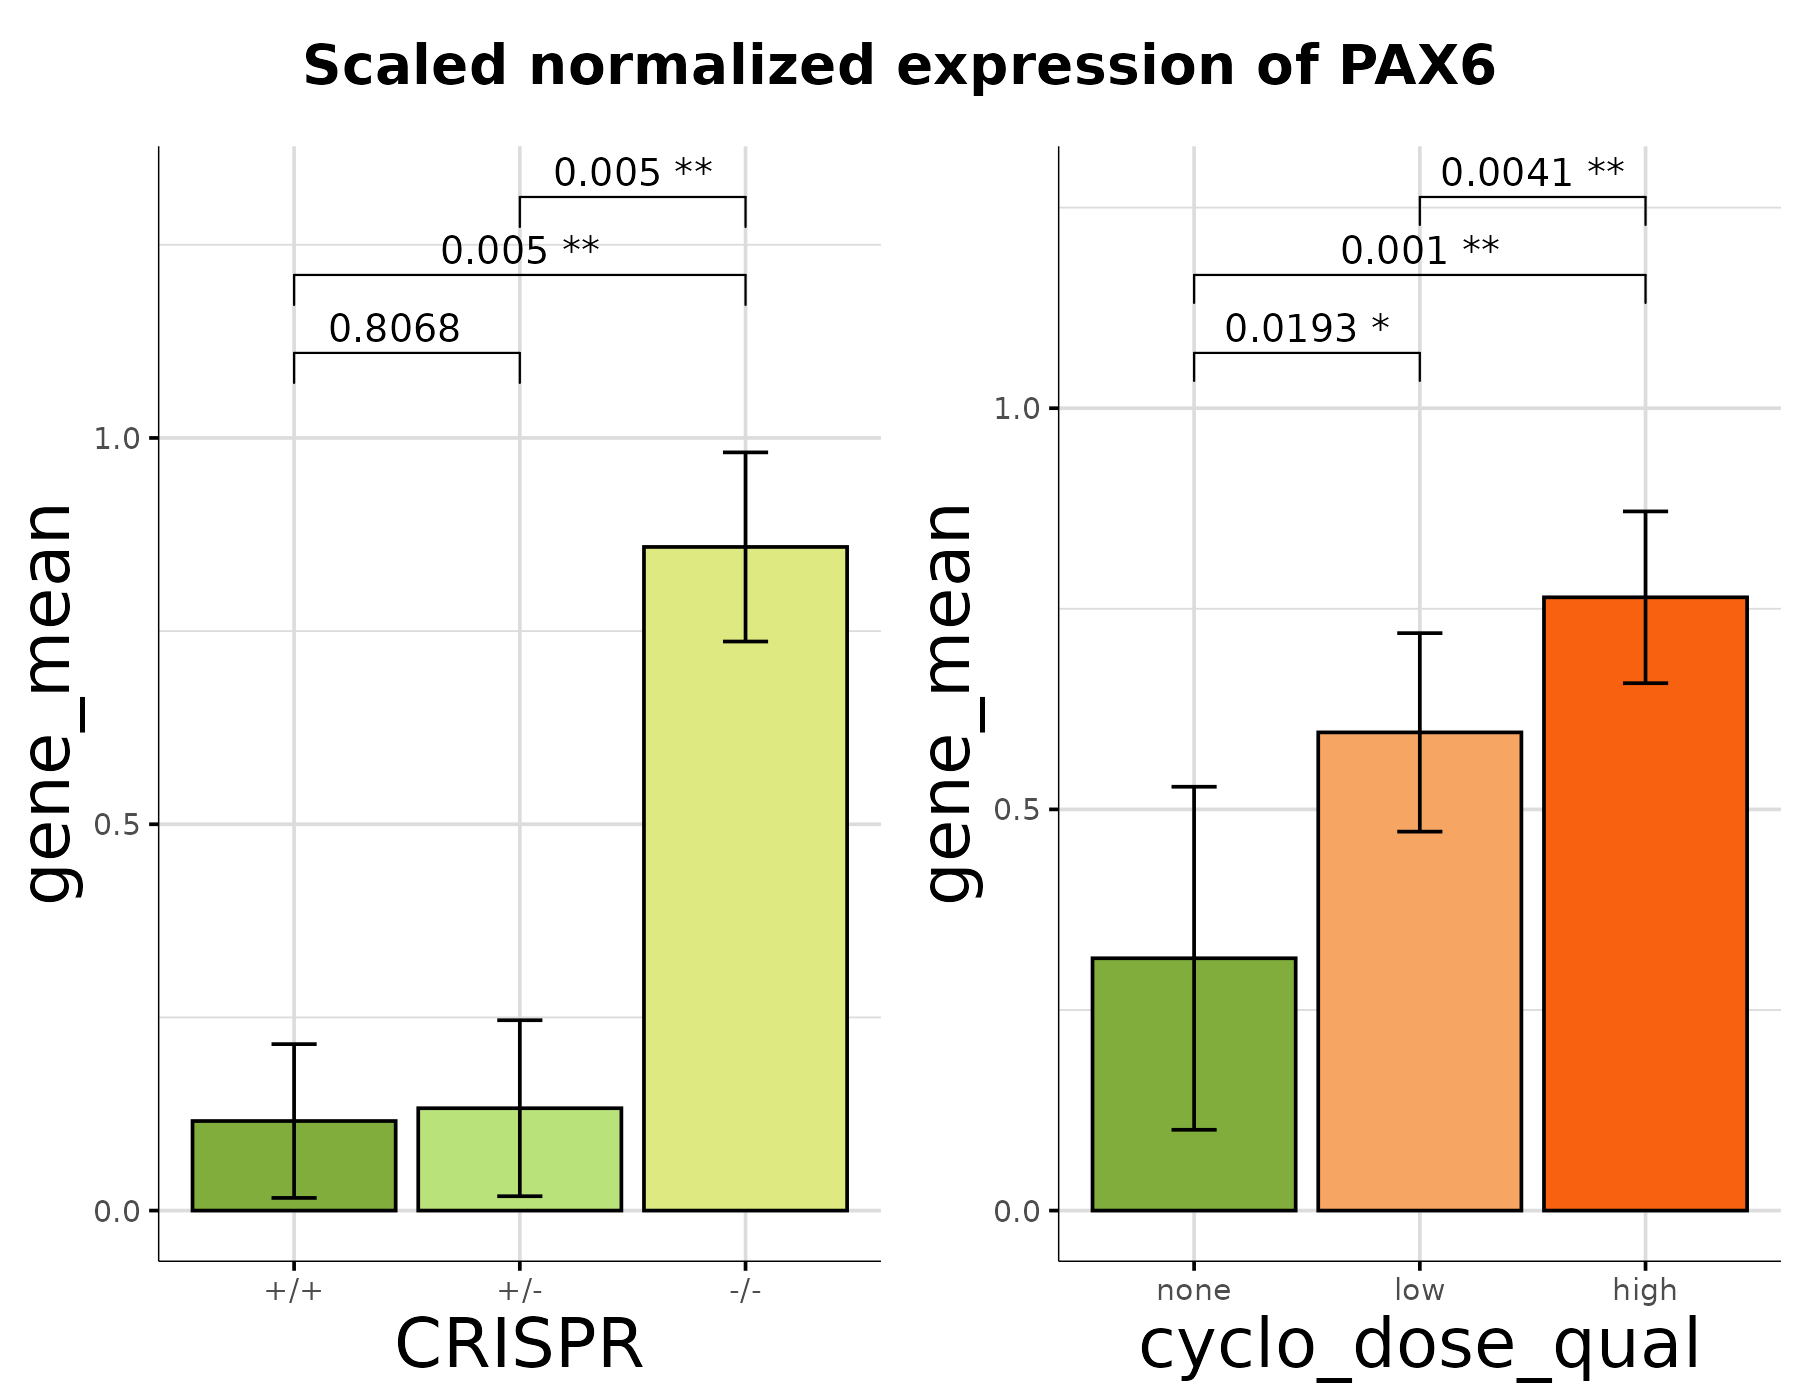 Scaled normalized expression of PAX6
0.005 **
0.005 **
0.8068
1.0
0.5
0.0
gene_mean
+/+ +/- -/-
CRISPR
0.0041 **
0.001 **
0.0193 *
1.0
0.5
0.0
gene_mean
none low high
cyclo_dose_qual